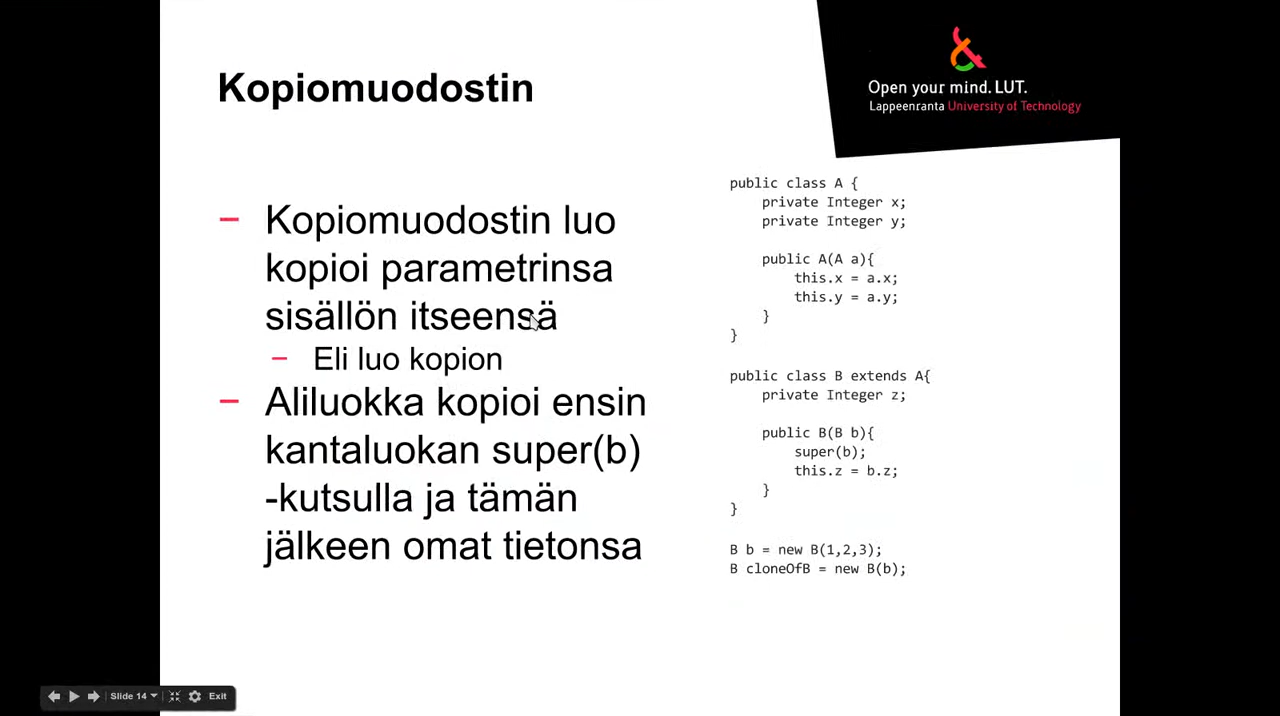 Kopiomuodostin
Open your mind. LUT.
Lappeenranta University of Technology
− Kopiomuodostin luo
kopioi parametrinsa
sisällön itseensä
− Eli luo kopion
− Aliluokka kopioi ensin
kantaluokan super(b)
-kutsulla ja tämän
jälkeen omat tietonsa
public class A {
    private Integer x;
    private Integer y;
    public A(A a){
        this.x = a.x;
        this.y = a.y;
    }
}
public class B extends A{
    private Integer z;
    public B(B b){
        super(b);
        this.z = b.z;
    }
}
B b = new B(1,2,3);
B cloneOfB = new B(b);
Slide 14 Exit